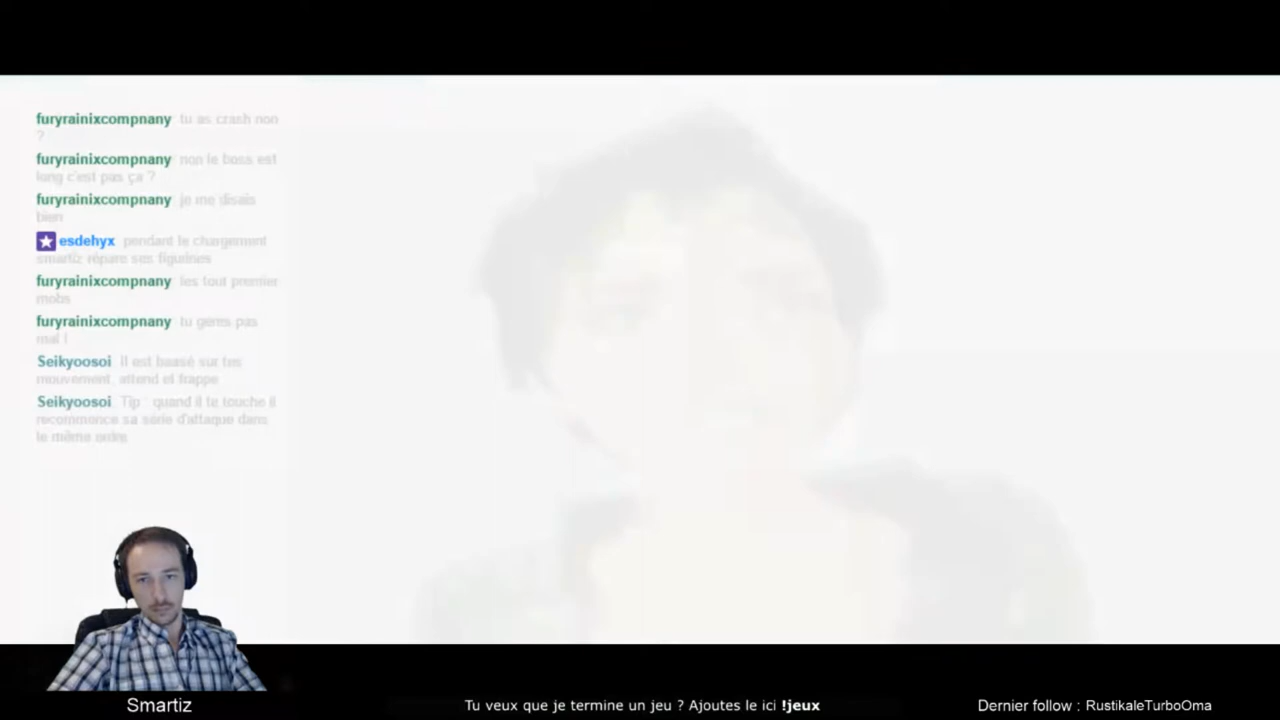 furyrainixcompnany tu as crash non
?
furyrainixcompnany non le boss est
long c'est pas ça ?
furyrainixcompnany je me disais
bien
esdehyx pendant le chargement
smartiz répare ses figurines
furyrainixcompnany les tout premier
mobs
furyrainixcompnany tu geres pas
mal !
Seikyoosoi Il est baasé sur tes
mouvement, attend et frappe
Seikyoosoi Tip : quand il te touche il
recommence sa série d'attaque dans
le même ordre
Smartiz
Tu veux que je termine un jeu ? Ajoutes le ici !jeux
Dernier follow : RustikaleTurboOma